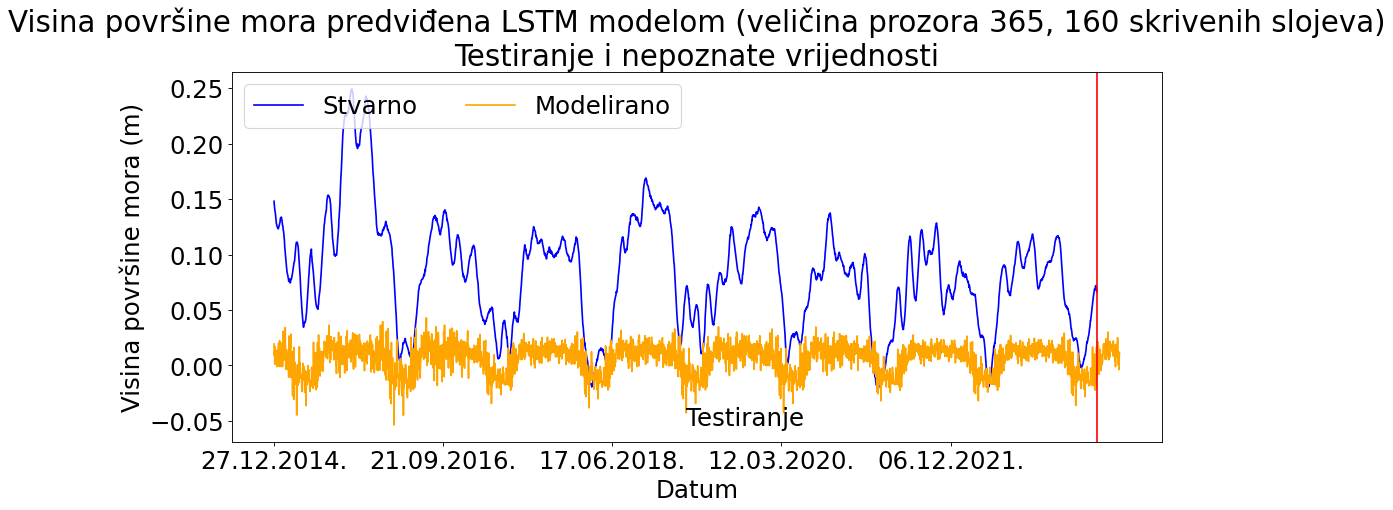 Visina površine mora predviđena LSTM modelom (veličina prozora 365, 160 skrivenih slojeva)
Testiranje i nepoznate vrijednosti
Stvarno
Modelirano
Visina površine mora (m)
0.25
0.20
0.15
0.10
0.05
0.00
−0.05
Testiranje
27.12.2014.
21.09.2016.
17.06.2018.
12.03.2020.
06.12.2021.
Datum